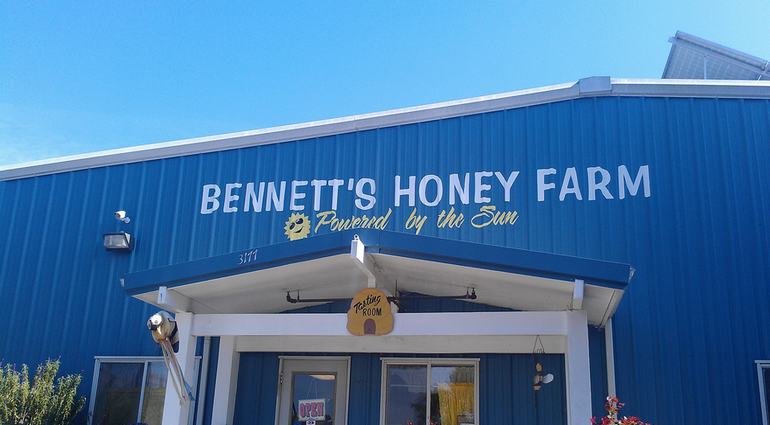 BENNETT'S HONEY FARM
Powered by the Sun
3177
Tasting
ROOM
OPEN